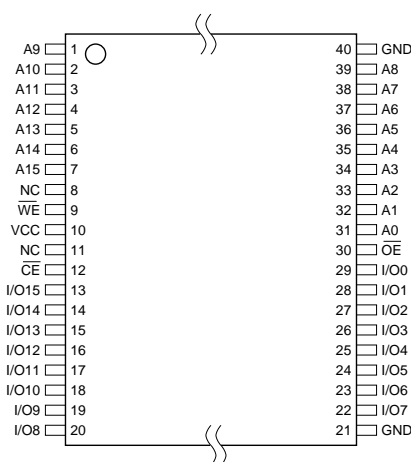 A9 1 40 GND
A10 2 39 A8
A11 3 38 A7
A12 4 37 A6
A13 5 36 A5
A14 6 35 A4
A15 7 34 A3
NC 8 33 A2
W̅E̅ 9 32 A1
VCC 10 31 A0
NC 11 30 O̅E̅
C̅E̅ 12 29 I/O0
I/O15 13 28 I/O1
I/O14 14 27 I/O2
I/O13 15 26 I/O3
I/O12 16 25 I/O4
I/O11 17 24 I/O5
I/O10 18 23 I/O6
I/O9 19 22 I/O7
I/O8 20 21 GND